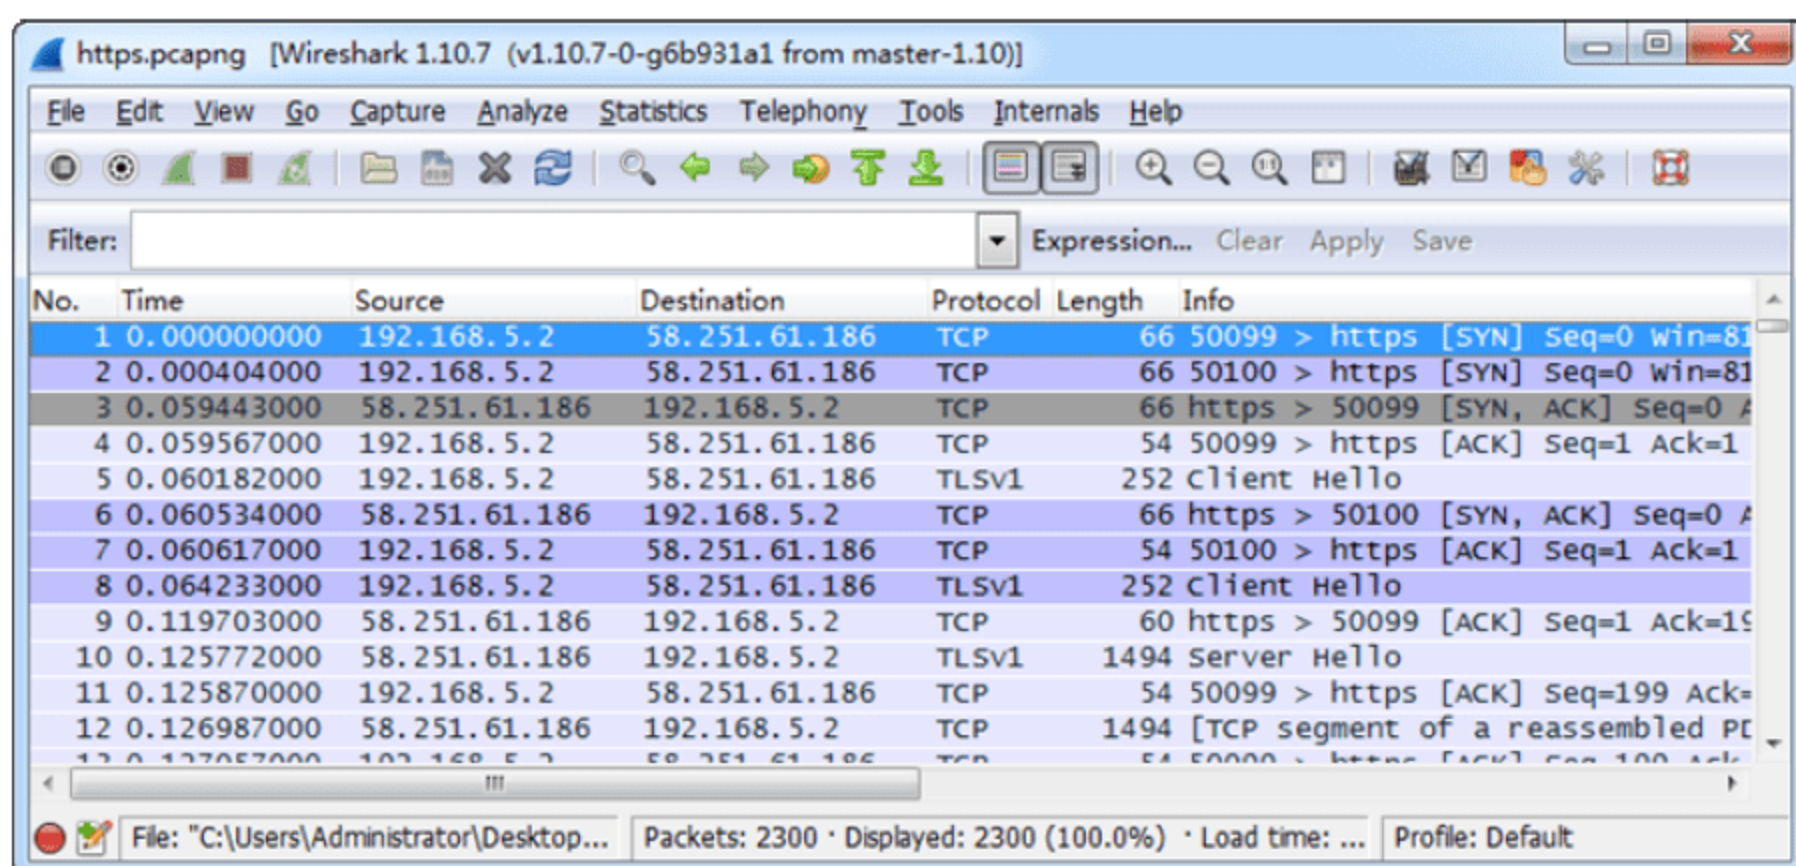 https.pcapng [Wireshark 1.10.7 (v1.10.7-0-g6b931a1 from master-1.10)]
File Edit View Go Capture Analyze Statistics Telephony Tools Internals Help
Filter: Expression... Clear Apply Save
No. Time Source Destination Protocol Length Info
1 0.000000000 192.168.5.2 58.251.61.186 TCP 66 50099 > https [SYN] Seq=0 Win=81
2 0.000404000 192.168.5.2 58.251.61.186 TCP 66 50100 > https [SYN] Seq=0 Win=81
3 0.059443000 58.251.61.186 192.168.5.2 TCP 66 https > 50099 [SYN, ACK] Seq=0 A
4 0.059567000 192.168.5.2 58.251.61.186 TCP 54 50099 > https [ACK] Seq=1 Ack=1
5 0.060182000 192.168.5.2 58.251.61.186 TLSv1 252 Client Hello
6 0.060534000 58.251.61.186 192.168.5.2 TCP 66 https > 50100 [SYN, ACK] Seq=0 A
7 0.060617000 192.168.5.2 58.251.61.186 TCP 54 50100 > https [ACK] Seq=1 Ack=1
8 0.064233000 192.168.5.2 58.251.61.186 TLSv1 252 Client Hello
9 0.119703000 58.251.61.186 192.168.5.2 TCP 60 https > 50099 [ACK] Seq=1 Ack=19
10 0.125772000 58.251.61.186 192.168.5.2 TLSv1 1494 Server Hello
11 0.125870000 192.168.5.2 58.251.61.186 TCP 54 50099 > https [ACK] Seq=199 Ack=
12 0.126987000 58.251.61.186 192.168.5.2 TCP 1494 [TCP segment of a reassembled PD
File: "C:\Users\Administrator\Desktop... Packets: 2300 · Displayed: 2300 (100.0%) · Load time: ... Profile: Default